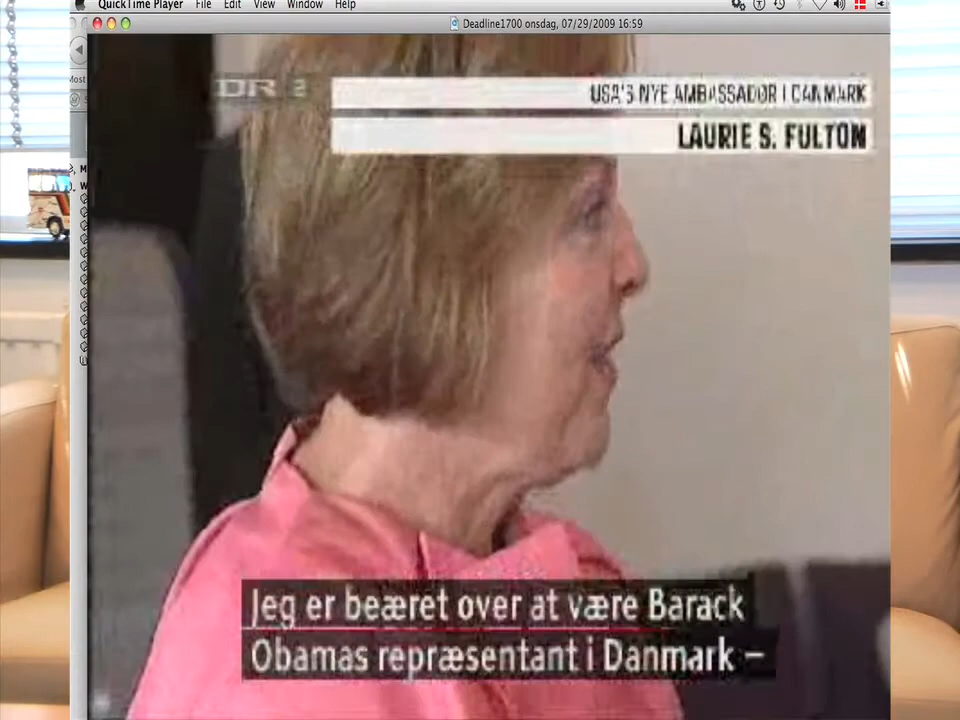 QuickTime Player File Edit View Window Help
Deadline1700 onsdag, 07/29/2009 16:59
Most
DR 2
USA'S NYE AMBASSADØR I DANMARK
LAURIE S. FULTON
Jeg er beæret over at være Barack
Obamas repræsentant i Danmark –